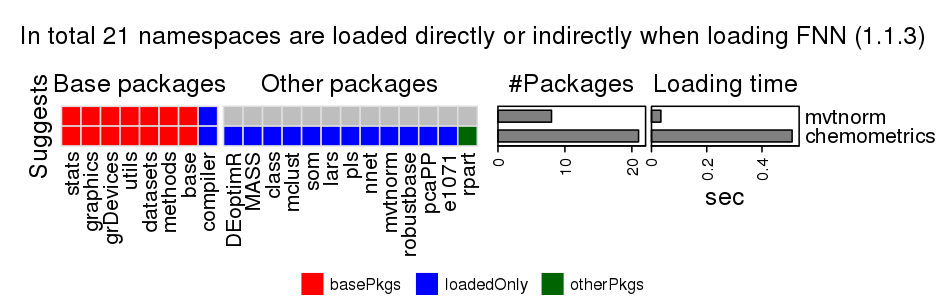 In total 21 namespaces are loaded directly or indirectly when loading FNN (1.1.3)
Base packages
Other packages
#Packages
Loading time
Suggests
mvtnorm
chemometrics
stats
graphics
grDevices
utils
datasets
methods
base
compiler
DEoptimR
MASS
class
mclust
som
lars
pls
nnet
mvtnorm
robustbase
pcaPP
e1071
rpart
0
10
20
0
0.2
0.4
sec
basePkgs
loadedOnly
otherPkgs